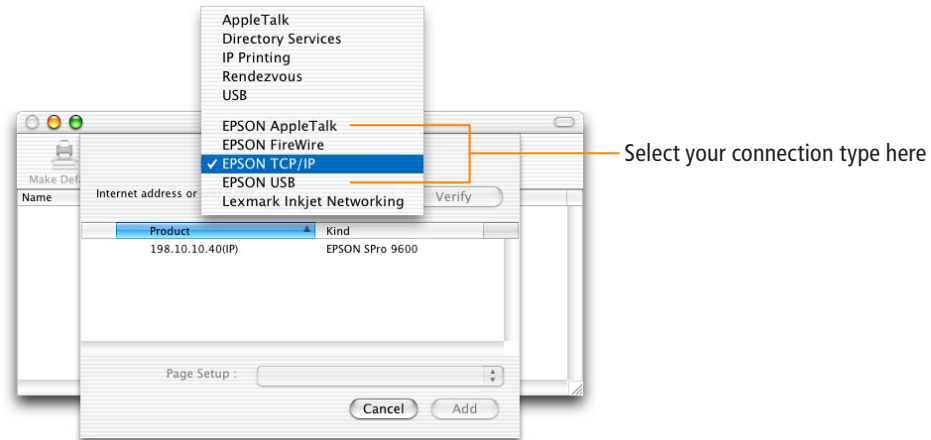 AppleTalk
Directory Services
IP Printing
Rendezvous
USB
EPSON AppleTalk
EPSON FireWire
✓ EPSON TCP/IP
EPSON USB
Lexmark Inkjet Networking
Select your connection type here
Make Def
Name
Internet address or
Verify
Product Kind
198.10.10.40(IP) EPSON SPro 9600
Page Setup :
Cancel Add